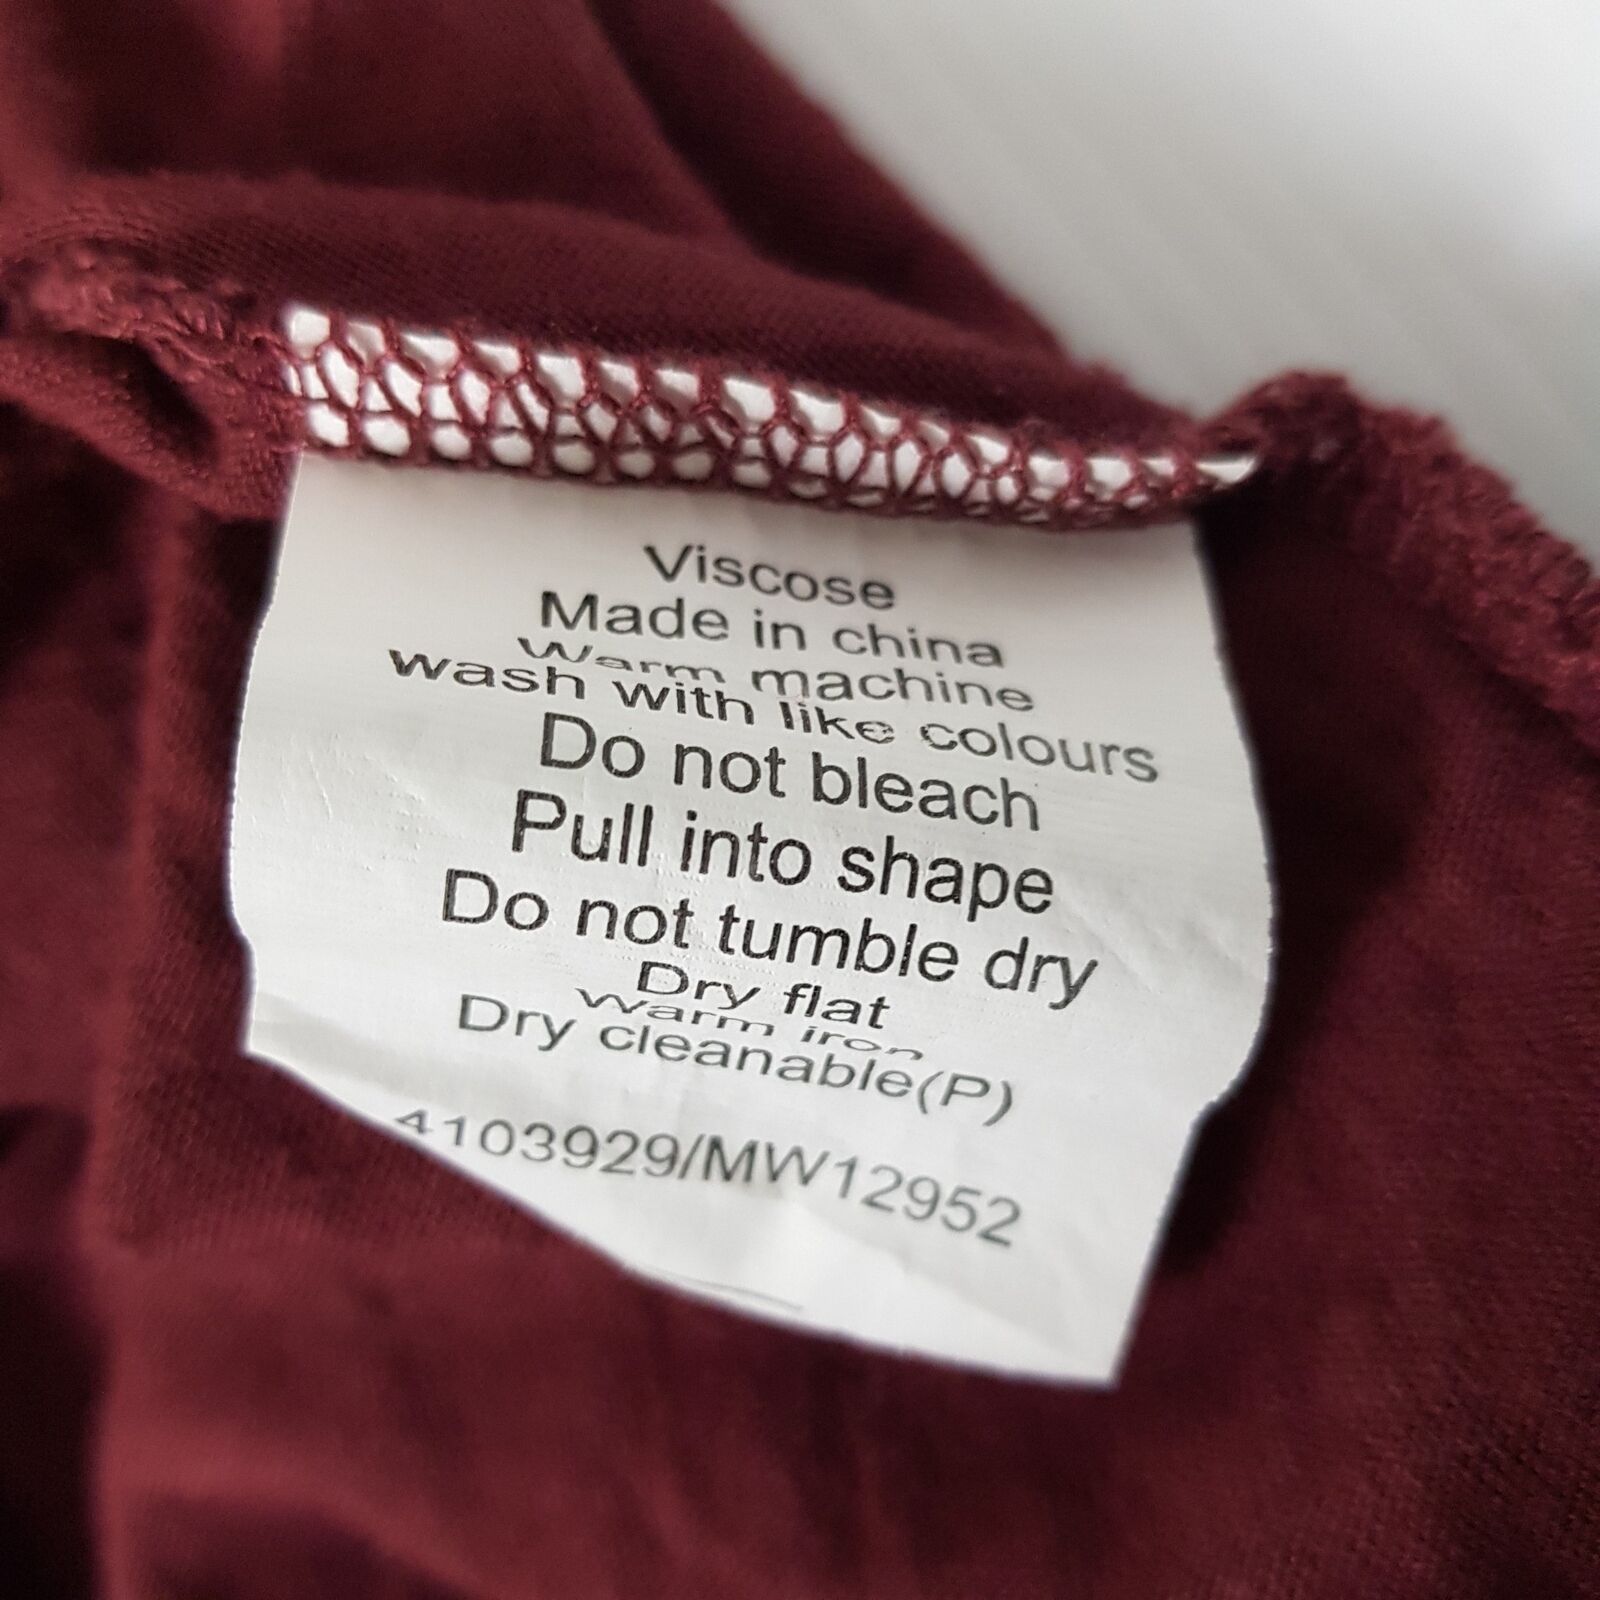 Viscose
Made in china
Warm machine
wash with like colours
Do not bleach
Pull into shape
Do not tumble dry
Dry flat
Warm iron
Dry cleanable(P)
4103929/MW12952